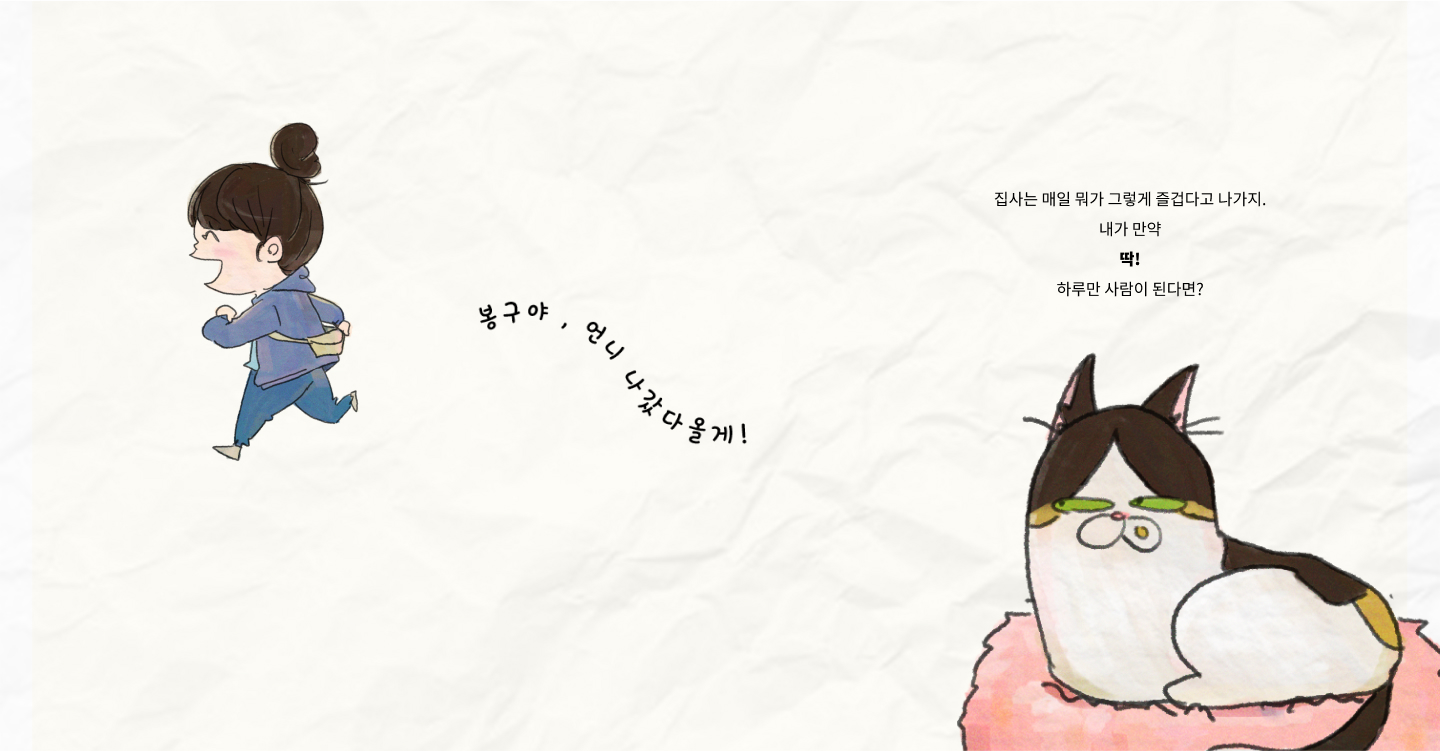 봉구야, 언니 나갔다올게!
집사는 매일 뭐가 그렇게 즐겁다고 나가지.
내가 만약
딱!
하루만 사람이 된다면?